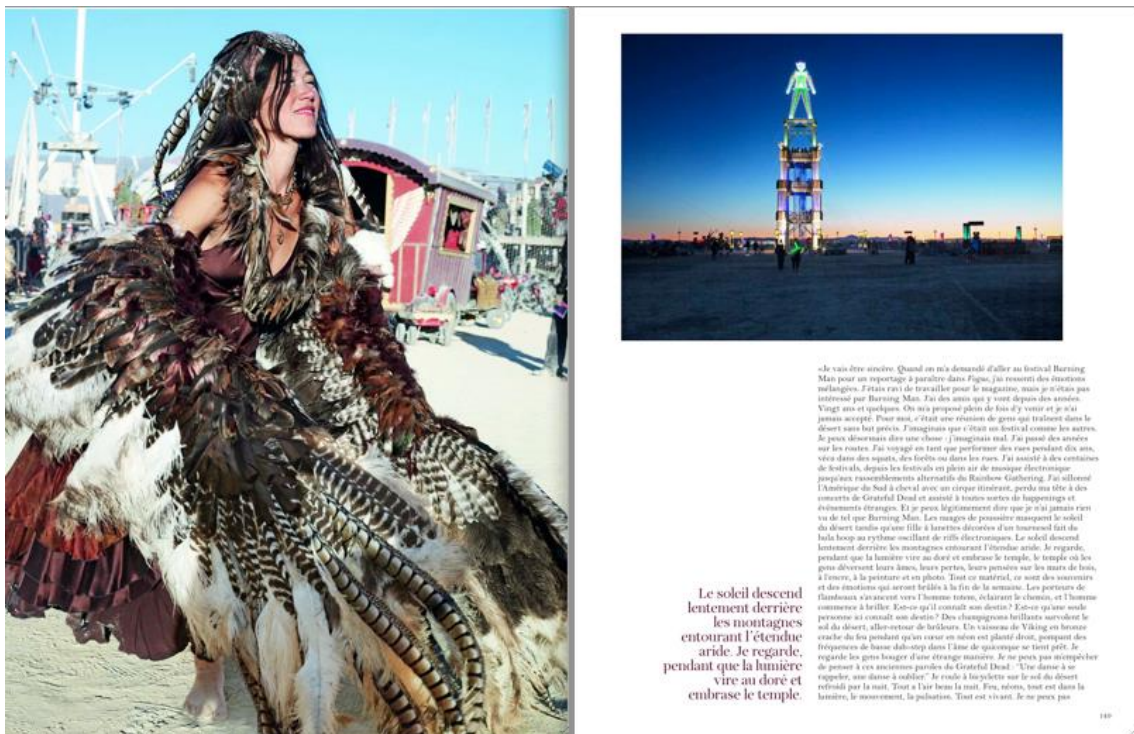 «Je vais être sincère. Quand on m'a demandé d'aller au festival Burning
Man pour un reportage à paraître dans Vogue, j'ai ressenti des émotions
mélangées. J'étais ravi de travailler pour le magazine, mais je n'étais pas
intéressé par Burning Man. J'ai des amis qui y vont depuis des années.
Vingt ans et quelques. On m'a proposé plein de fois d'y venir et je n'ai
jamais accepté. Pour moi, c'était une réunion de gens qui traînent dans le
désert sans but précis. J'imaginais que c'était un festival comme les autres.
Je peux désormais dire une chose : j'imaginais mal. J'ai passé des années
sur les routes. J'ai voyagé en tant que performer des rues pendant dix ans,
vécu dans des squats, des forêts ou dans les rues. J'ai assisté à des centaines
de festivals, depuis les festivals en plein air de musique électronique
jusqu'aux rassemblements alternatifs du Rainbow Gathering. J'ai sillonné
l'Amérique du Sud à cheval avec un cirque itinérant, perdu ma tête à des
concerts de Grateful Dead et assisté à toutes sortes de happenings et
événements étranges. Et je peux légitimement dire que je n'ai jamais rien
vu de tel que Burning Man. Les nuages de poussière masquent le soleil
du désert tandis qu'une fille à lunettes décorées d'un tournesol fait du
hula hoop au rythme oscillant de riffs électroniques. Le soleil descend
lentement derrière les montagnes entourant l'étendue aride. Je regarde,
pendant que la lumière vire au doré et embrase le temple, le temple où les
gens déversent leurs âmes, leurs pertes, leurs pensées sur les murs de bois,
à l'encre, à la peinture et en photo. Tout ce matériel, ce sont des souvenirs
et des émotions qui seront brûlés à la fin de la semaine. Les porteurs de
flambeaux s'avancent vers l'homme totem, éclairant le chemin, et l'homme
commence à briller. Est-ce qu'il connaît son destin ? Est-ce qu'une seule
personne ici connaît son destin ? Des champignons brillants survolent le
sol du désert, aller-retour de brûleurs. Un vaisseau de Viking en bronze
crache du feu pendant qu'un cœur en néon est planté droit, pompant des
fréquences de basse dub-step dans l'âme de quiconque se tient prêt. Je
regarde les gens bouger d'une étrange manière. Je ne peux pas m'empêcher
de penser à ces anciennes paroles du Grateful Dead : "Une danse à se
rappeler, une danse à oublier." Je roule à bicyclette sur le sol du désert
refroidi par la nuit. Tout a l'air beau la nuit. Feu, néons, tout est dans la
lumière, le mouvement, la pulsation. Tout est vivant. Je ne peux pas
Le soleil descend
lentement derrière
les montagnes
entourant l'étendue
aride. Je regarde,
pendant que la lumière
vire au doré et
embrase le temple.
149